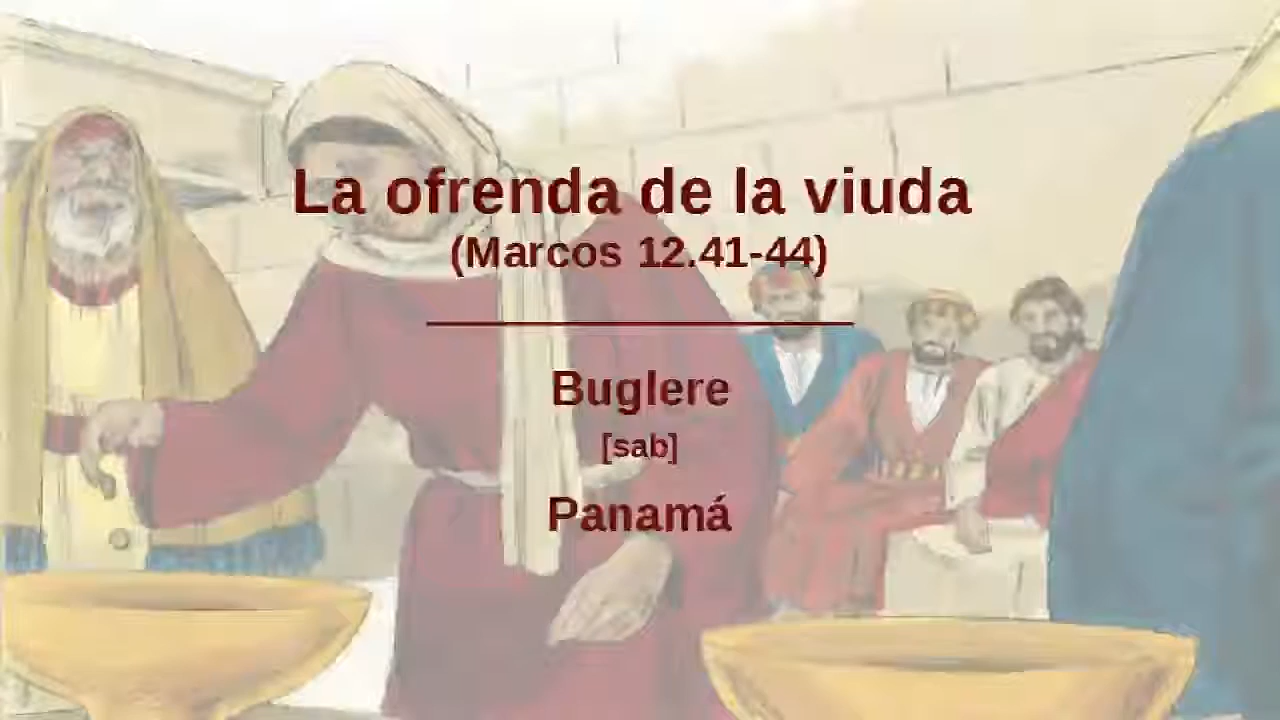 La ofrenda de la viuda
(Marcos 12.41-44)
Buglere
[sab]
Panamá